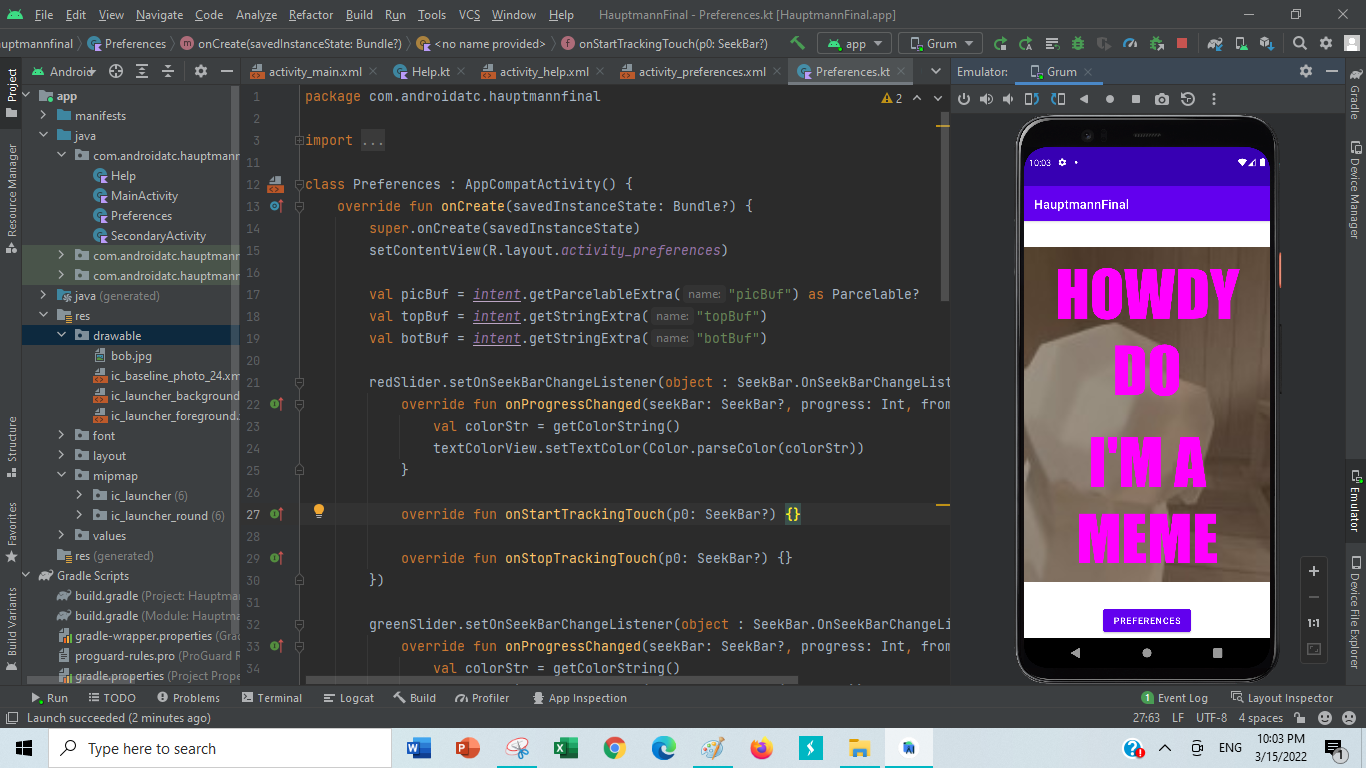 File Edit View Navigate Code Analyze Refactor Build Run Tools VCS Window Help HauptmannFinal - Preferences.kt [HauptmannFinal.app]
uptmannfinal Preferences onCreate(savedInstanceState: Bundle?) <no name provided> onStartTrackingTouch(p0: SeekBar?) app Grum
Project
Resource Manager
Structure
Favorites
Build Variants
Android
app
manifests
java
com.androidatc.hauptmann
Help
MainActivity
Preferences
SecondaryActivity
com.androidatc.hauptmann
com.androidatc.hauptmann
java (generated)
res
drawable
bob.jpg
ic_baseline_photo_24.xm
ic_launcher_background
ic_launcher_foreground.
font
layout
mipmap
ic_launcher (6)
ic_launcher_round (6)
values
res (generated)
Gradle Scripts
build.gradle (Project: Hauptma
build.gradle (Module: Hauptma
gradle-wrapper.properties (Grad
proguard-rules.pro (ProGuard R
gradle.properties (Project Prope
activity_main.xml Help.kt activity_help.xml activity_preferences.xml Preferences.kt
2
1 package com.androidatc.hauptmannfinal
2
3 import ...
11
12 class Preferences : AppCompatActivity() {
13 override fun onCreate(savedInstanceState: Bundle?) {
14 super.onCreate(savedInstanceState)
15 setContentView(R.layout.activity_preferences)
16
17 val picBuf = intent.getParcelableExtra( name: "picBuf") as Parcelable?
18 val topBuf = intent.getStringExtra( name: "topBuf")
19 val botBuf = intent.getStringExtra( name: "botBuf")
20
21 redSlider.setOnSeekBarChangeListener(object : SeekBar.OnSeekBarChangeList
22 override fun onProgressChanged(seekBar: SeekBar?, progress: Int, from
23 val colorStr = getColorString()
24 textColorView.setTextColor(Color.parseColor(colorStr))
25 }
26
27 override fun onStartTrackingTouch(p0: SeekBar?) {}
28
29 override fun onStopTrackingTouch(p0: SeekBar?) {}
30 })
31
32 greenSlider.setOnSeekBarChangeListener(object : SeekBar.OnSeekBarChangeLi
33 override fun onProgressChanged(seekBar: SeekBar?, progress: Int, from
34 val colorStr = getColorString()
Emulator: Grum
10:03
HauptmannFinal
HOWDY
DO
I'M A
MEME
PREFERENCES
1:1
Gradle
Device Manager
Emulator
Device File Explorer
Run TODO Problems Terminal Logcat Build Profiler App Inspection 1 Event Log Layout Inspector
Launch succeeded (2 minutes ago) 27:63 LF UTF-8 4 spaces
Type here to search
ENG
10:03 PM
3/15/2022
1